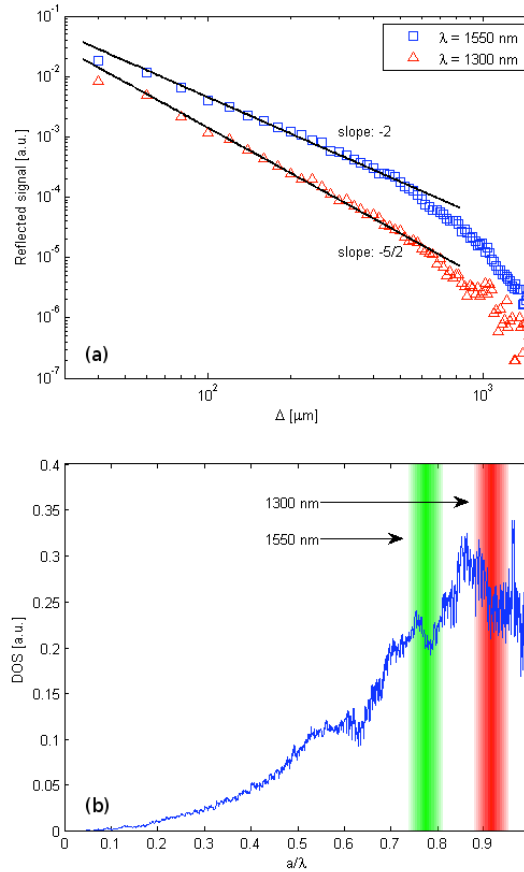 10⁰
10⁻¹
10⁻²
10⁻³
10⁻⁴
10⁻⁵
10⁻⁶
10⁻⁷
Reflected signal [a.u.]
λ = 1550 nm
λ = 1300 nm
slope: -2
slope: -5/2
(a)
10²
10³
Δ [μm]
0.4
0.35
0.3
0.25
0.2
0.15
0.1
0.05
0
DOS [a.u.]
1300 nm
1550 nm
(b)
0 0.1 0.2 0.3 0.4 0.5 0.6 0.7 0.8 0.9
a/λ